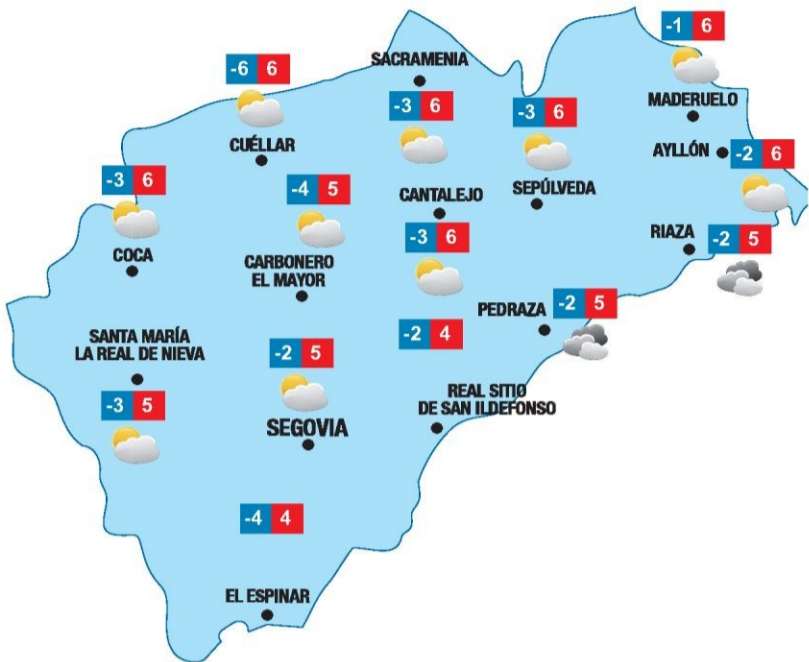 -1 6
MADERUELO
-6 6
CUÉLLAR
SACRAMENIA
-3 6
-3 6
SEPÚLVEDA
AYLLÓN
-2 6
-3 6
COCA
-4 5
CARBONERO
EL MAYOR
CANTALEJO
-3 6
RIAZA
-2 5
PEDRAZA
-2 5
SANTA MARÍA
LA REAL DE NIEVA
-3 5
-2 5
SEGOVIA
-2 4
REAL SITIO
DE SAN ILDEFONSO
-4 4
EL ESPINAR